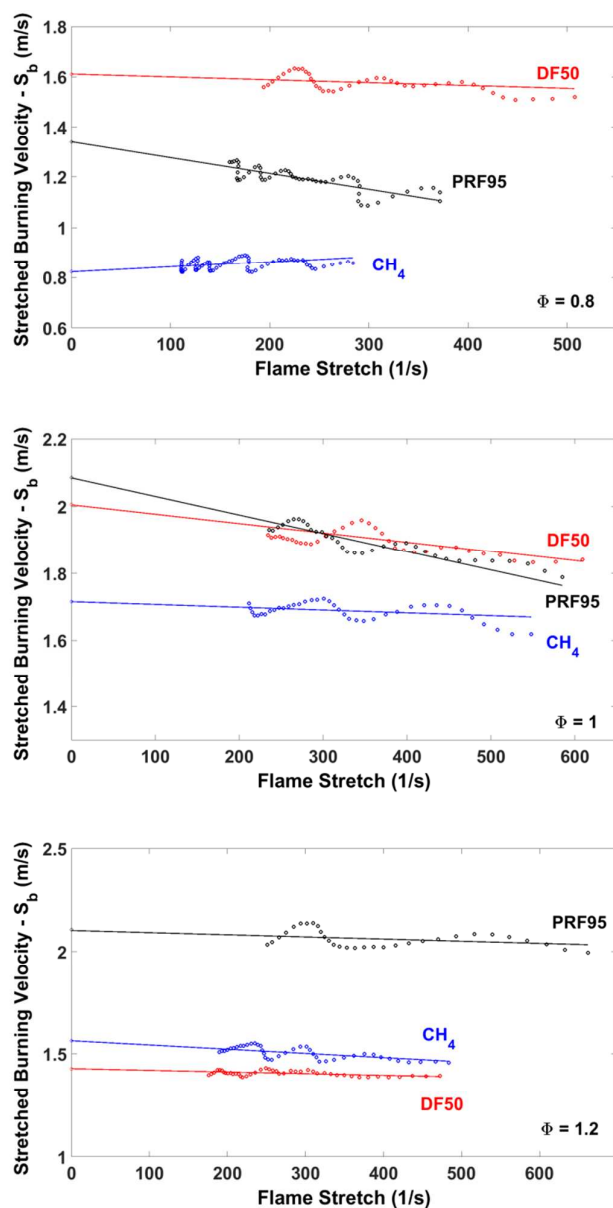 Stretched Burning Velocity - S_b (m/s)
1.8
1.6
1.4
1.2
1
0.8
0.6
DF50
PRF95
CH_4
Φ = 0.8
0 100 200 300 400 500
Flame Stretch (1/s)
Stretched Burning Velocity - S_b (m/s)
2.2
2
1.8
1.6
1.4
DF50
PRF95
CH_4
Φ = 1
0 100 200 300 400 500 600
Flame Stretch (1/s)
Stretched Burning Velocity - S_b (m/s)
2.5
2
1.5
1
PRF95
CH_4
DF50
Φ = 1.2
0 100 200 300 400 500 600
Flame Stretch (1/s)